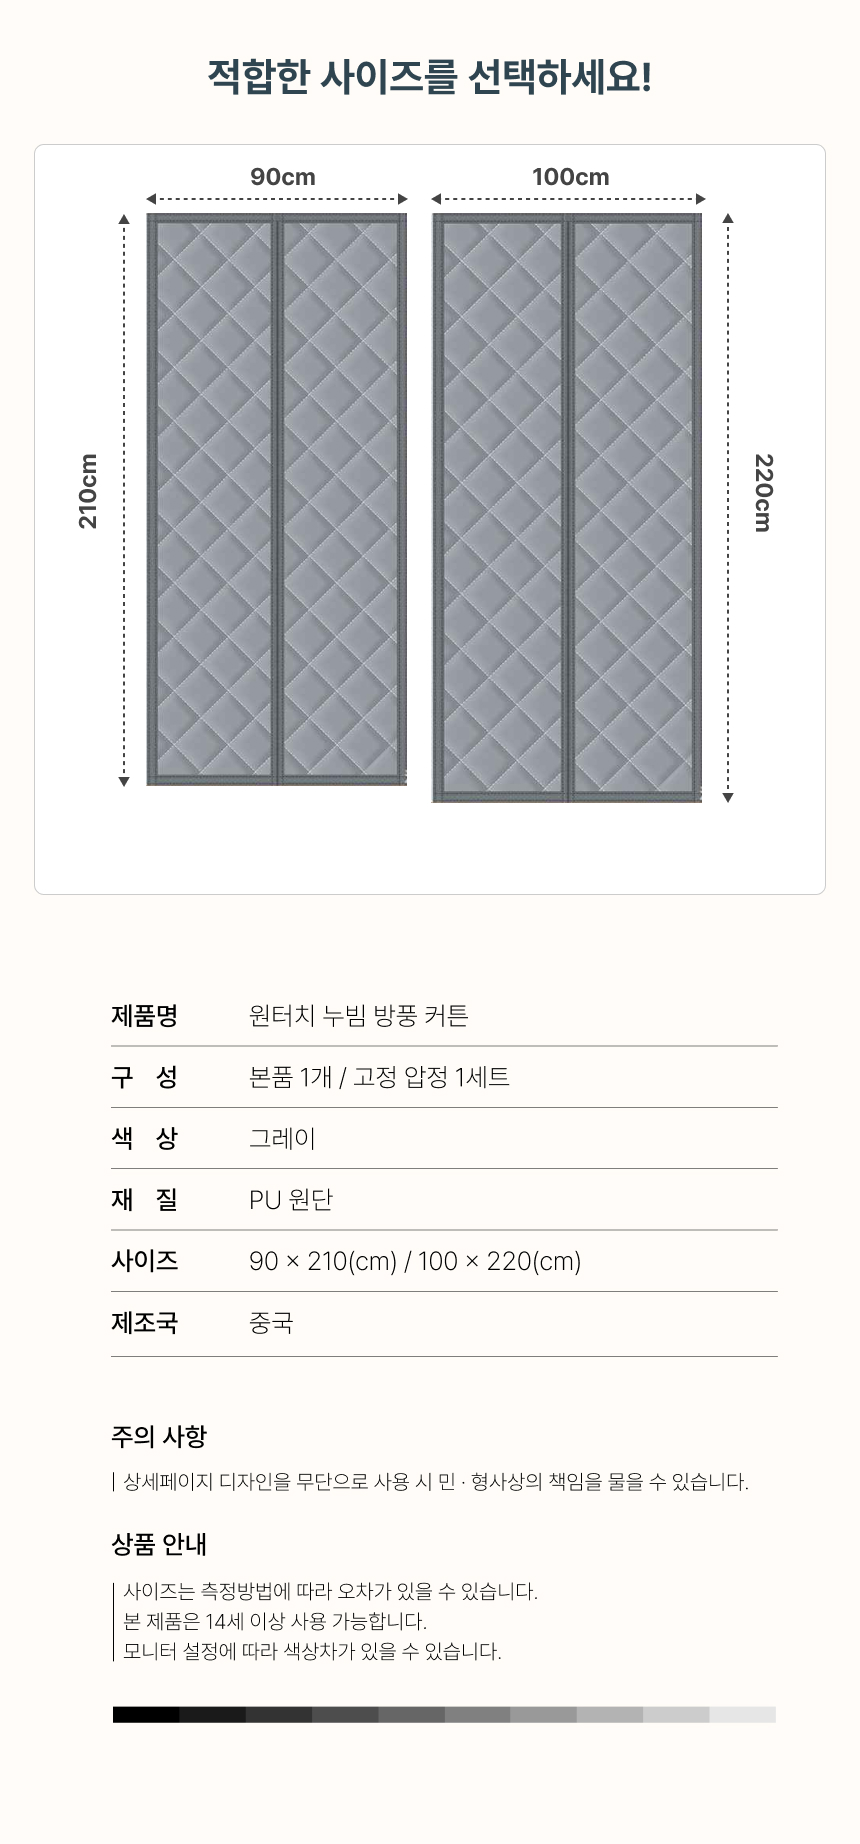 적합한 사이즈를 선택하세요!
90cm
100cm
210cm
220cm
제품명 원터치 누빔 방풍 커튼
구 성 본품 1개 / 고정 압정 1세트
색 상 그레이
재 질 PU 원단
사이즈 90 × 210(cm) / 100 × 220(cm)
제조국 중국
주의 사항
상세페이지 디자인을 무단으로 사용 시 민 · 형사상의 책임을 물을 수 있습니다.
상품 안내
사이즈는 측정방법에 따라 오차가 있을 수 있습니다.
본 제품은 14세 이상 사용 가능합니다.
모니터 설정에 따라 색상차가 있을 수 있습니다.